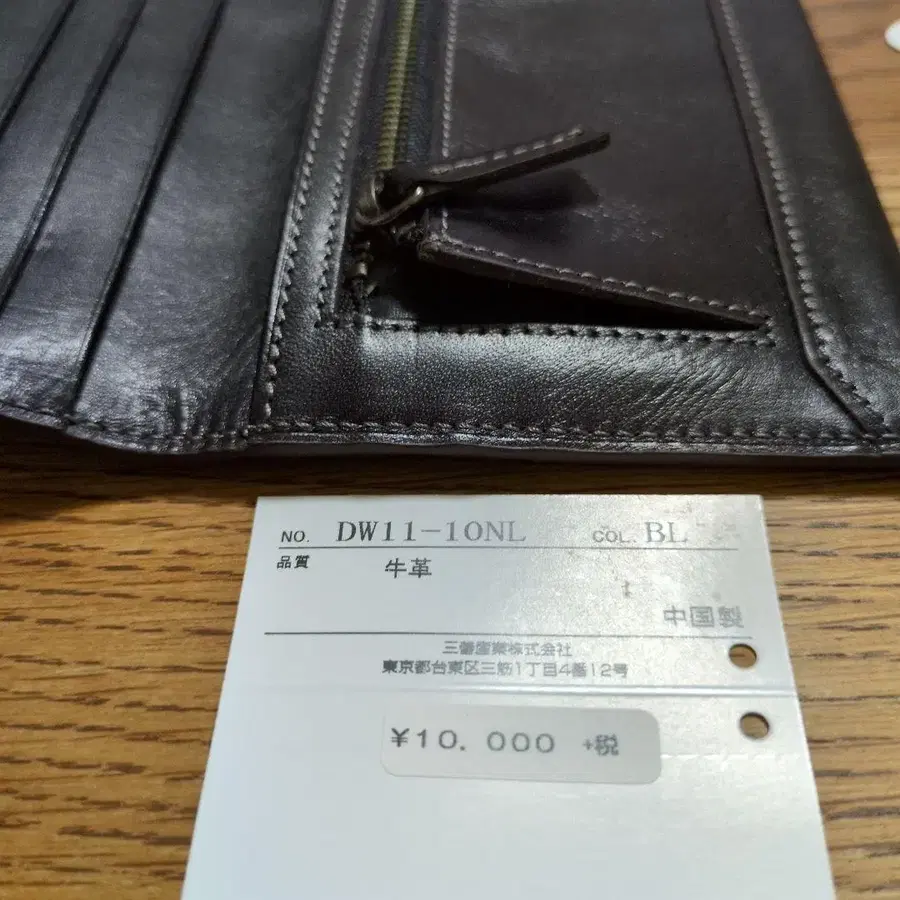 NO. DW11-10NL COL. BL
品質 牛革
中国製
東京都台東区三筋1丁目4番12号
¥10.000 +税